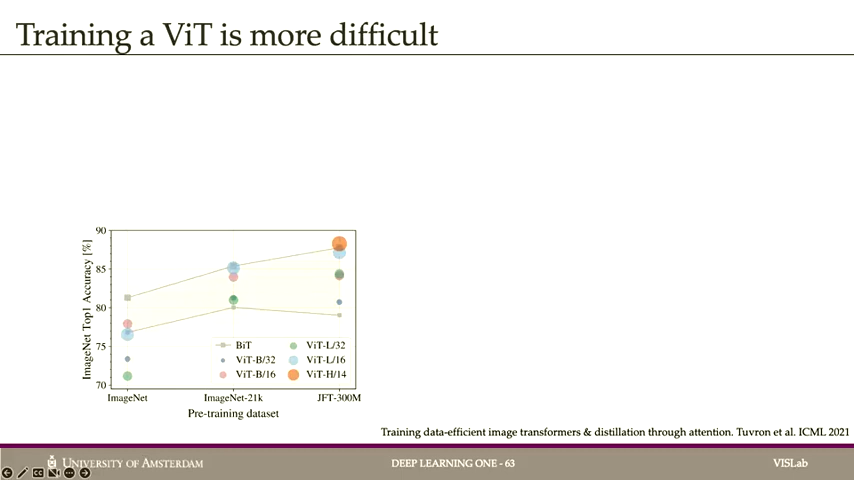 Training a ViT is more difficult
90
85
80
75
70
ImageNet Top1 Accuracy [%]
BiT
ViT-B/32
ViT-B/16
ViT-L/32
ViT-L/16
ViT-H/14
ImageNet
ImageNet-21k
JFT-300M
Pre-training dataset
Training data-efficient image transformers & distillation through attention. Tuvron et al. ICML 2021
UNIVERSITY OF AMSTERDAM
DEEP LEARNING ONE - 63
VISLab